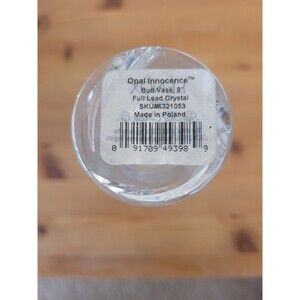 Opal Innocence™
Bud Vase, 9"
Full Lead Crystal
SKU#6321053
Made in Poland
0 91709 49398 9